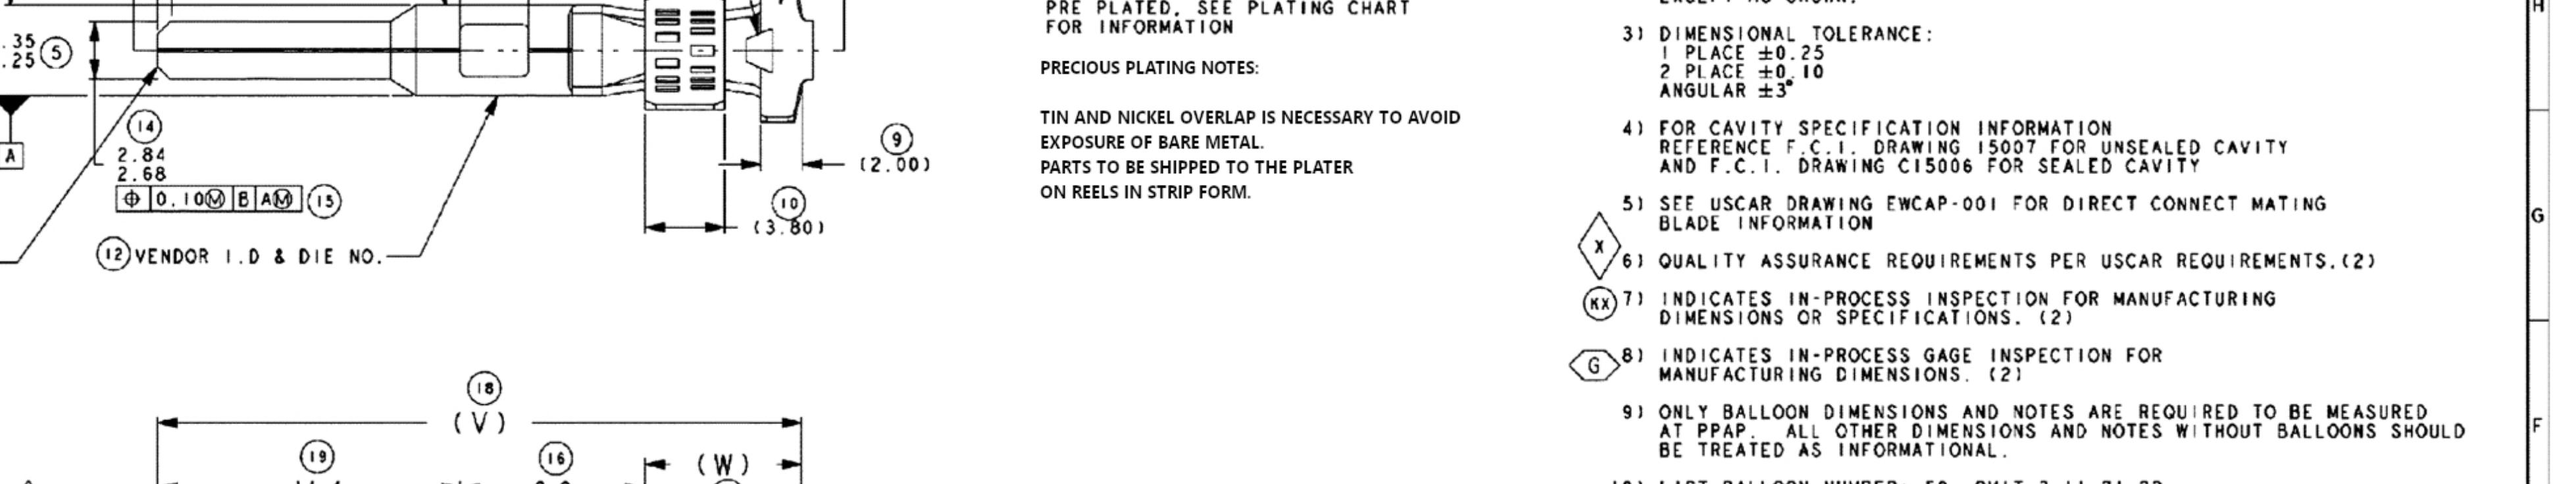 .35
.25 5
A
14
2.84
2.68
⌖ 0.10Ⓜ B AⓂ 15
12 VENDOR I.D & DIE NO.
9
(2.00)
10
(3.80)
18
(V)
19
16
(W)
PRE PLATED, SEE PLATING CHART
FOR INFORMATION
PRECIOUS PLATING NOTES:
TIN AND NICKEL OVERLAP IS NECESSARY TO AVOID
EXPOSURE OF BARE METAL.
PARTS TO BE SHIPPED TO THE PLATER
ON REELS IN STRIP FORM.
3) DIMENSIONAL TOLERANCE:
1 PLACE ±0.25
2 PLACE ±0.10
ANGULAR ±3°
4) FOR CAVITY SPECIFICATION INFORMATION
REFERENCE F.C.I. DRAWING 15007 FOR UNSEALED CAVITY
AND F.C.I. DRAWING C15006 FOR SEALED CAVITY
5) SEE USCAR DRAWING EWCAP-001 FOR DIRECT CONNECT MATING
BLADE INFORMATION
X
6) QUALITY ASSURANCE REQUIREMENTS PER USCAR REQUIREMENTS.(2)
KX 7) INDICATES IN-PROCESS INSPECTION FOR MANUFACTURING
DIMENSIONS OR SPECIFICATIONS. (2)
G 8) INDICATES IN-PROCESS GAGE INSPECTION FOR
MANUFACTURING DIMENSIONS. (2)
9) ONLY BALLOON DIMENSIONS AND NOTES ARE REQUIRED TO BE MEASURED
AT PPAP. ALL OTHER DIMENSIONS AND NOTES WITHOUT BALLOONS SHOULD
BE TREATED AS INFORMATIONAL.
H
G
F